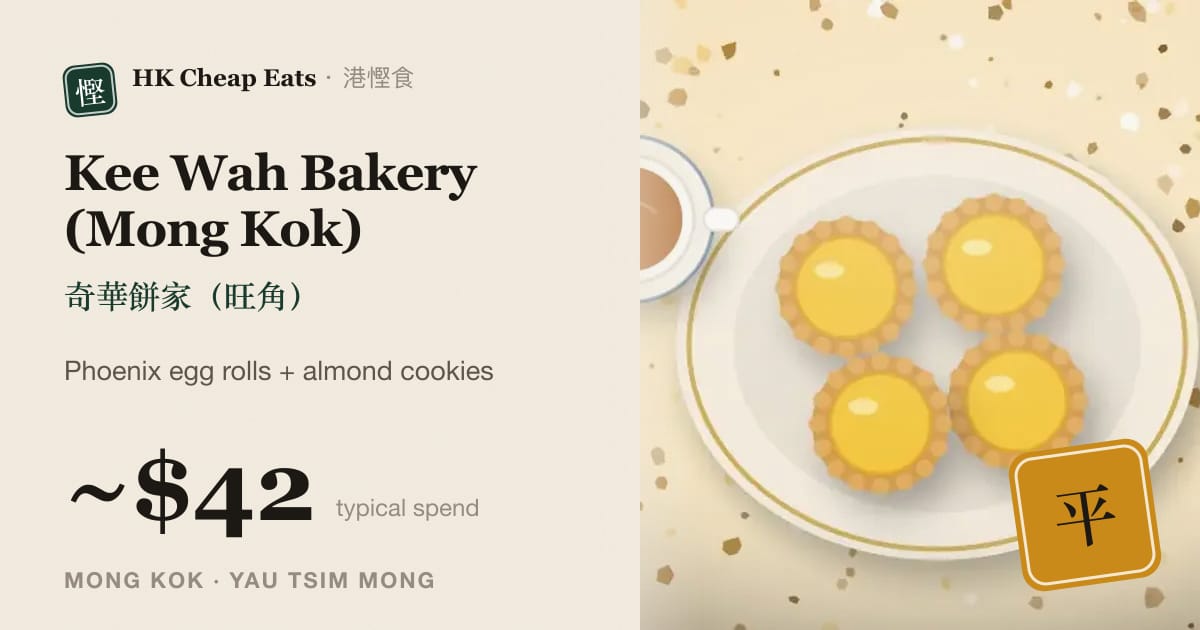 慳
HK Cheap Eats · 港慳食
Kee Wah Bakery
(Mong Kok)
奇華餅家（旺角）
Phoenix egg rolls + almond cookies
~$42 typical spend
MONG KOK · YAU TSIM MONG
平